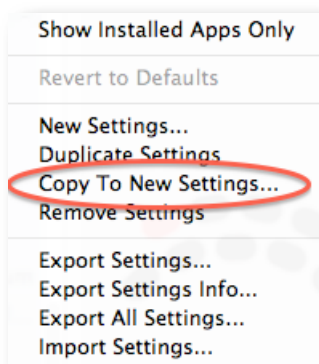 Show Installed Apps Only
Revert to Defaults
New Settings...
Duplicate Settings
Copy To New Settings...
Remove Settings
Export Settings...
Export Settings Info...
Export All Settings...
Import Settings...